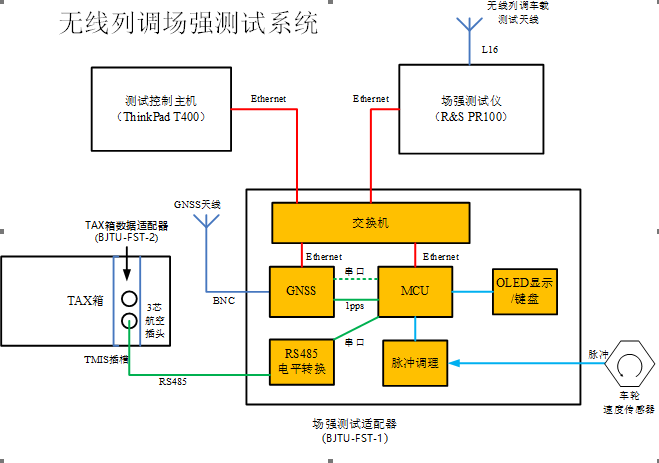 无线列调场强测试系统
无线列调车载
测试天线
L16
测试控制主机
（ThinkPad T400）
Ethernet
Ethernet
场强测试仪
（R&S PR100）
GNSS天线
交换机
TAX箱数据适配器
(BJTU-FST-2)
Ethernet
Ethernet
串口
GNSS
MCU
OLED显示
/键盘
TAX箱
3芯
航空
插头
BNC
1pps
串口
RS485
电平转换
脉冲调理
脉冲
TMIS插槽
RS485
车轮
速度传感器
场强测试适配器
（BJTU-FST-1）